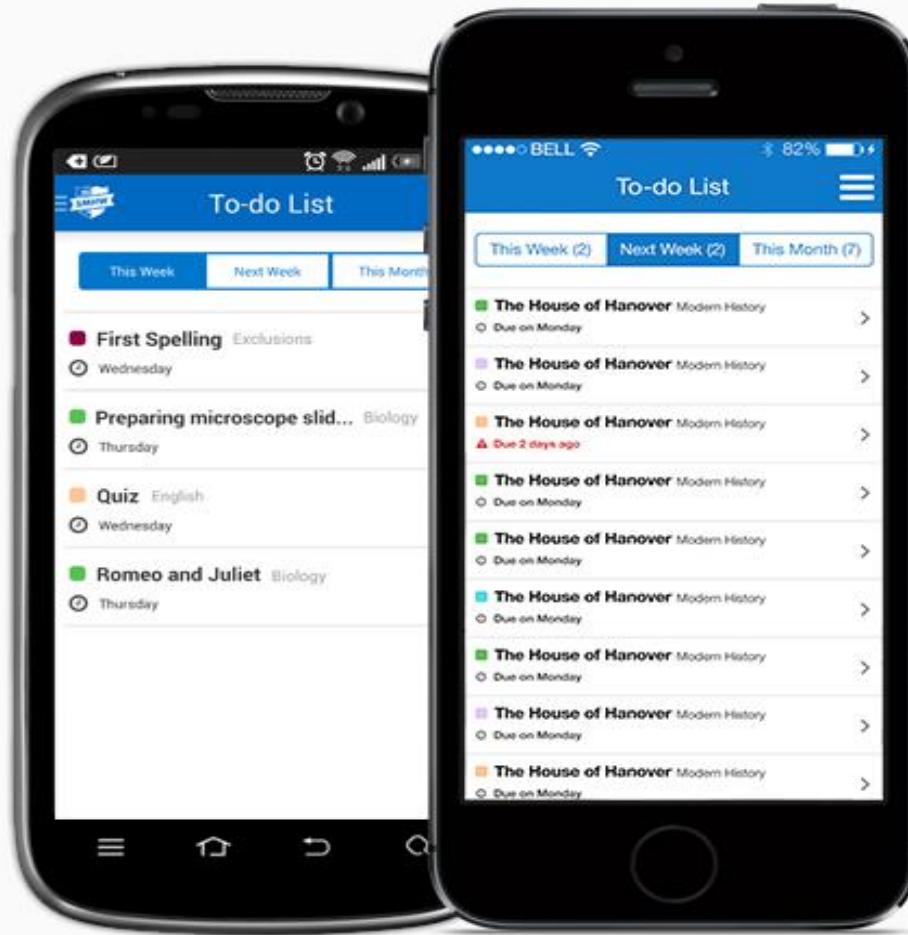 To-do List
This Week Next Week This Month
First Spelling Exclusions
Wednesday
Preparing microscope slid... Biology
Thursday
Quiz English
Wednesday
Romeo and Juliet Biology
Thursday
BELL 82%
To-do List
This Week (2) Next Week (2) This Month (7)
The House of Hanover Modern History
Due on Monday
The House of Hanover Modern History
Due on Monday
The House of Hanover Modern History
Due 2 days ago
The House of Hanover Modern History
Due on Monday
The House of Hanover Modern History
Due on Monday
The House of Hanover Modern History
Due on Monday
The House of Hanover Modern History
Due on Monday
The House of Hanover Modern History
Due on Monday
The House of Hanover Modern History
Due on Monday